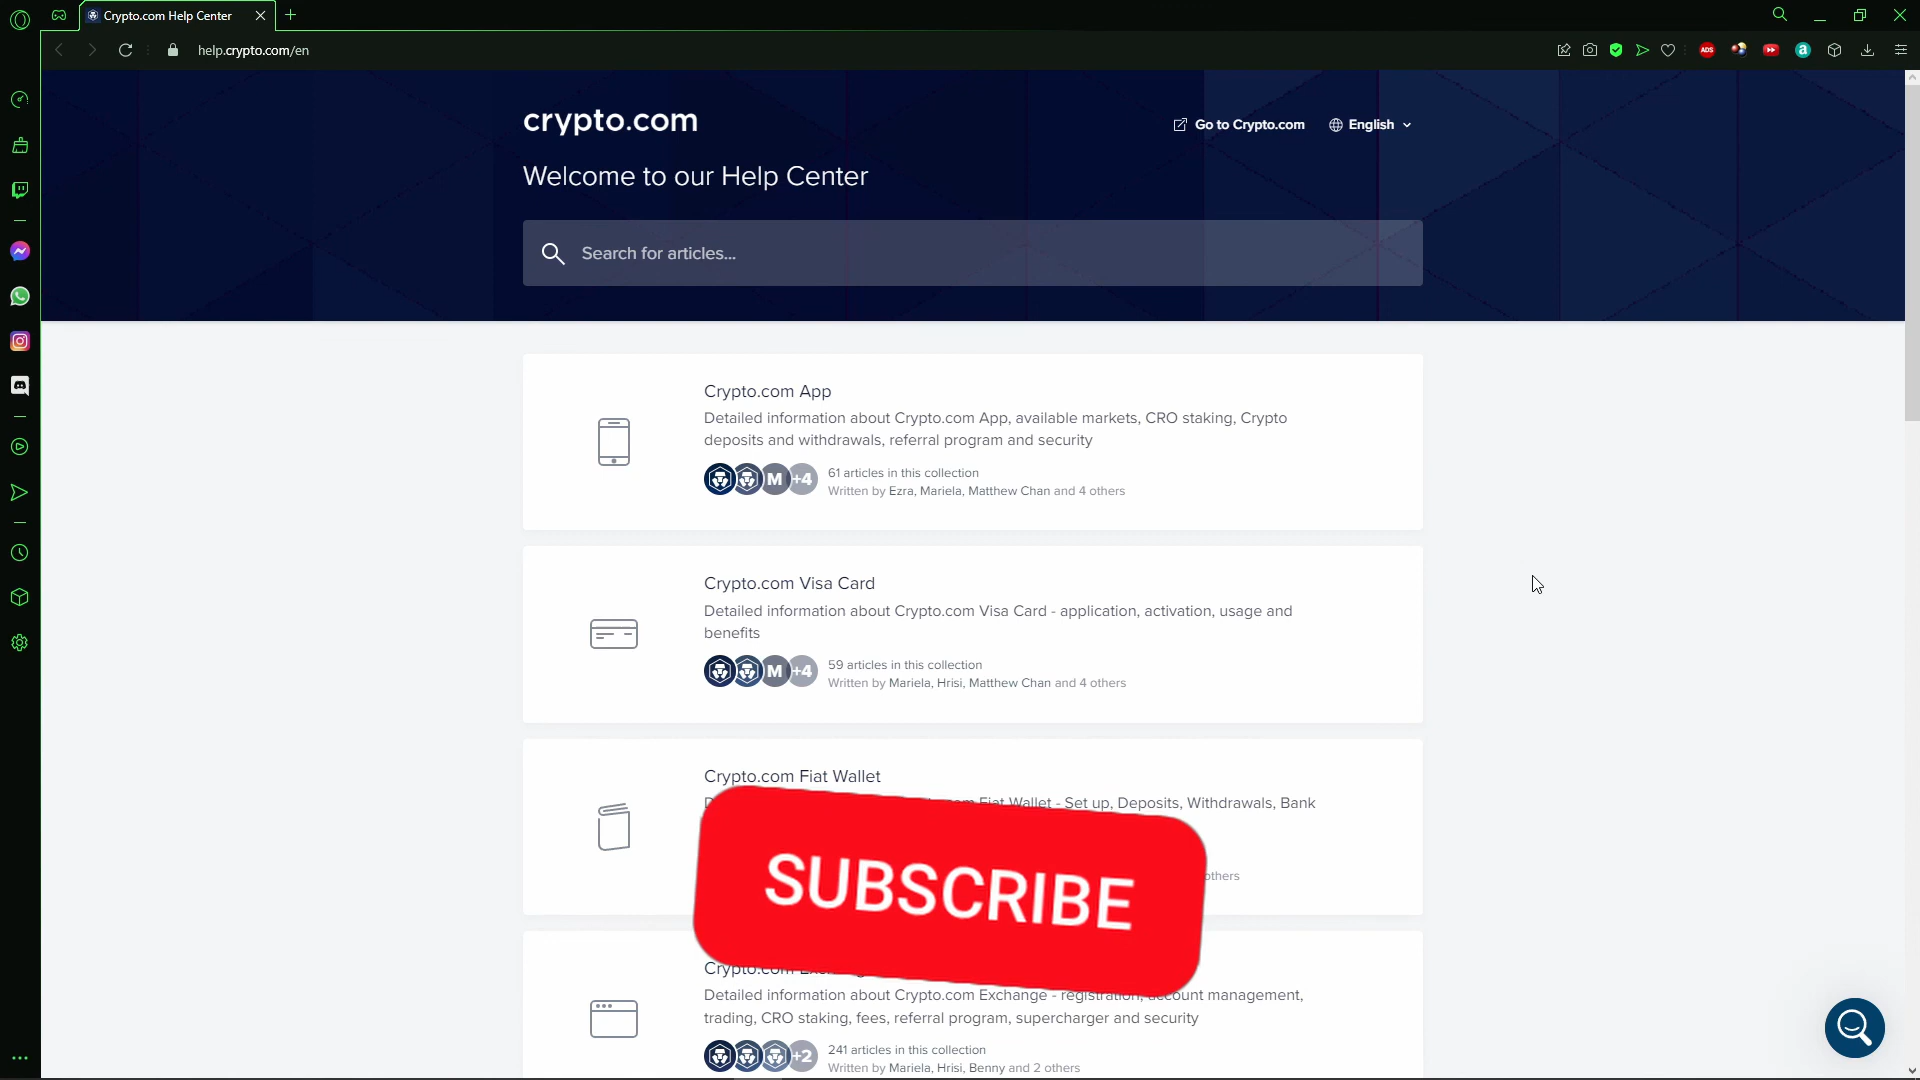 Crypto.com Help Center
help.crypto.com/en
ADS
a
crypto.com
Go to Crypto.com
English
Welcome to our Help Center
Search for articles...
Crypto.com App
Detailed information about Crypto.com App, available markets, CRO staking, Crypto
deposits and withdrawals, referral program and security
M +4
61 articles in this collection
Written by Ezra, Mariela, Matthew Chan and 4 others
Crypto.com Visa Card
Detailed information about Crypto.com Visa Card - application, activation, usage and
benefits
M +4
59 articles in this collection
Written by Mariela, Hrisi, Matthew Chan and 4 others
Crypto.com Fiat Wallet
Fiat Wallet - Set up, Deposits, Withdrawals, Bank
others
SUBSCRIBE
Crypto.com
Detailed information about Crypto.com Exchange - registration, account management,
trading, CRO staking, fees, referral program, supercharger and security
+2
241 articles in this collection
Written by Mariela, Hrisi, Benny and 2 others